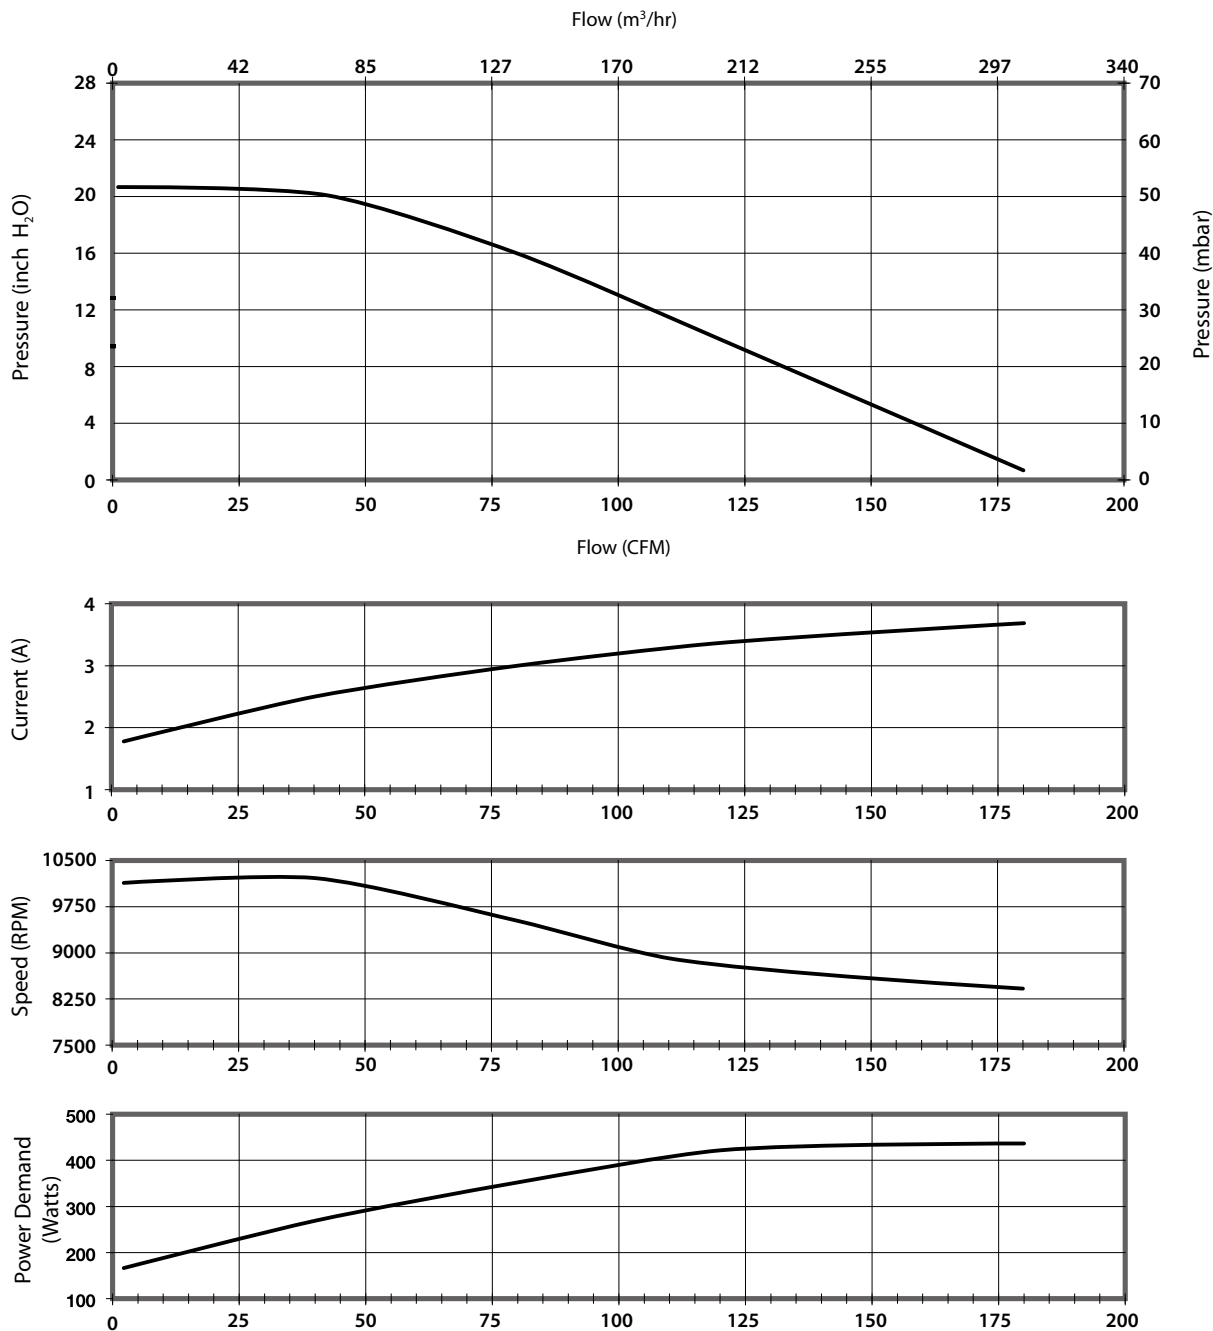 Flow (m³/hr)
0 42 85 127 170 212 255 297 340
28 70
24 60
20 50
16 40
12 30
8 20
4 10
0 0
Pressure (inch H₂O)
Pressure (mbar)
0 25 50 75 100 125 150 175 200
Flow (CFM)
4
3
2
1
Current (A)
0 25 50 75 100 125 150 175 200
10500
9750
9000
8250
7500
Speed (RPM)
0 25 50 75 100 125 150 175 200
500
400
300
200
100
Power Demand
(Watts)
0 25 50 75 100 125 150 175 200